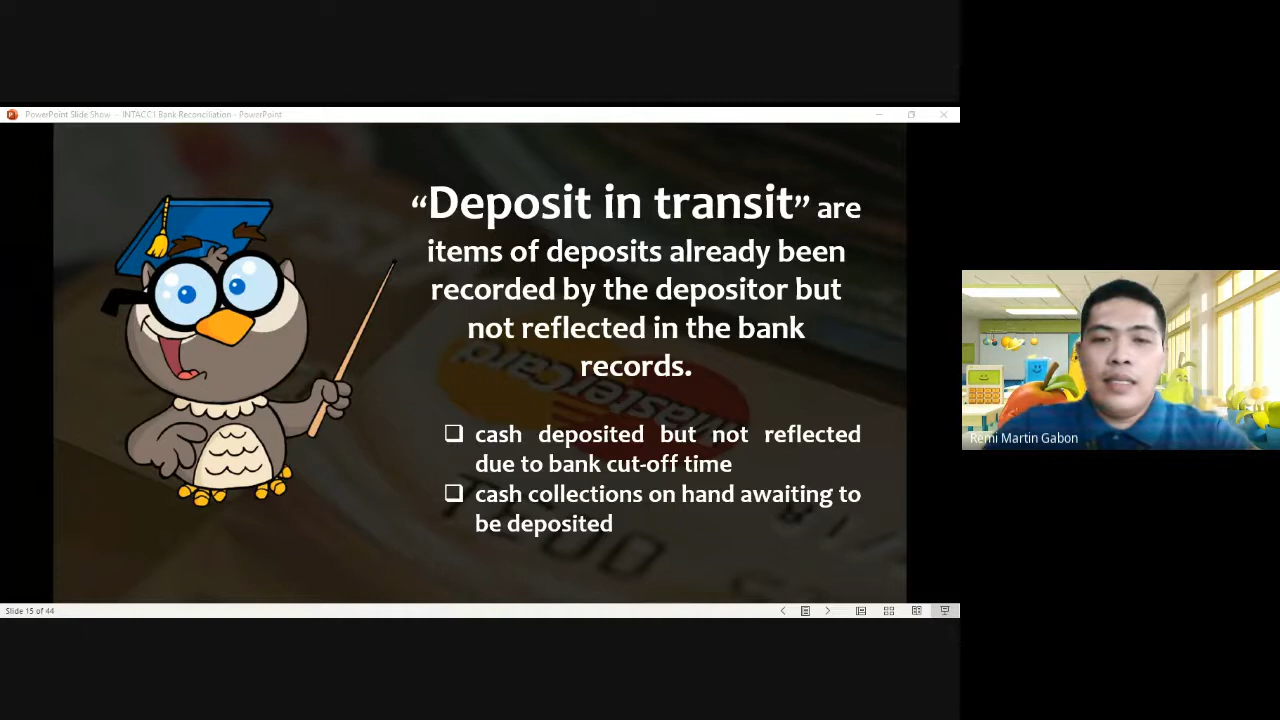 PowerPoint Slide Show - INTACC1 Bank Reconciliation - PowerPoint
“Deposit in transit” are
items of deposits already been
recorded by the depositor but
not reflected in the bank
records.
❑ cash deposited but not reflected
due to bank cut-off time
❑ cash collections on hand awaiting to
be deposited
MasterCard
Slide 15 of 44
Remi Martin Gabon